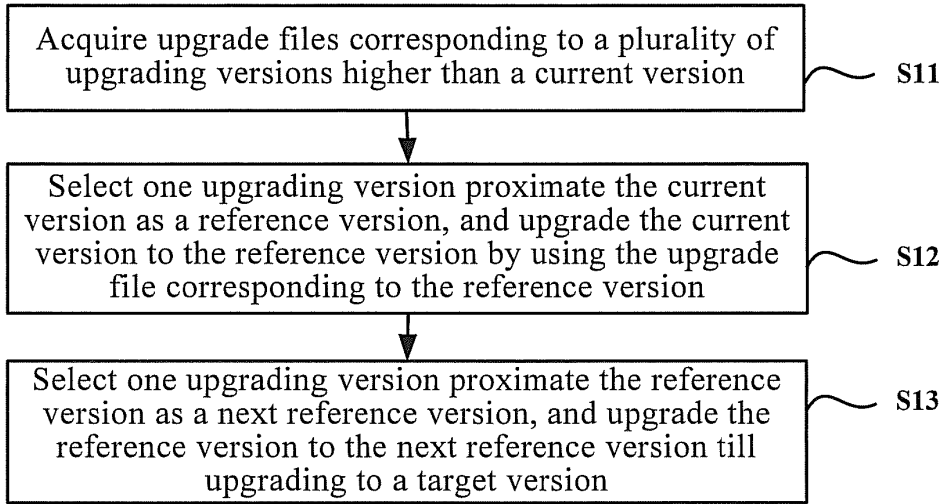 Acquire upgrade files corresponding to a plurality of
upgrading versions higher than a current version
S11
Select one upgrading version proximate the current
version as a reference version, and upgrade the current
version to the reference version by using the upgrade
file corresponding to the reference version
S12
Select one upgrading version proximate the reference
version as a next reference version, and upgrade the
reference version to the next reference version till
upgrading to a target version
S13